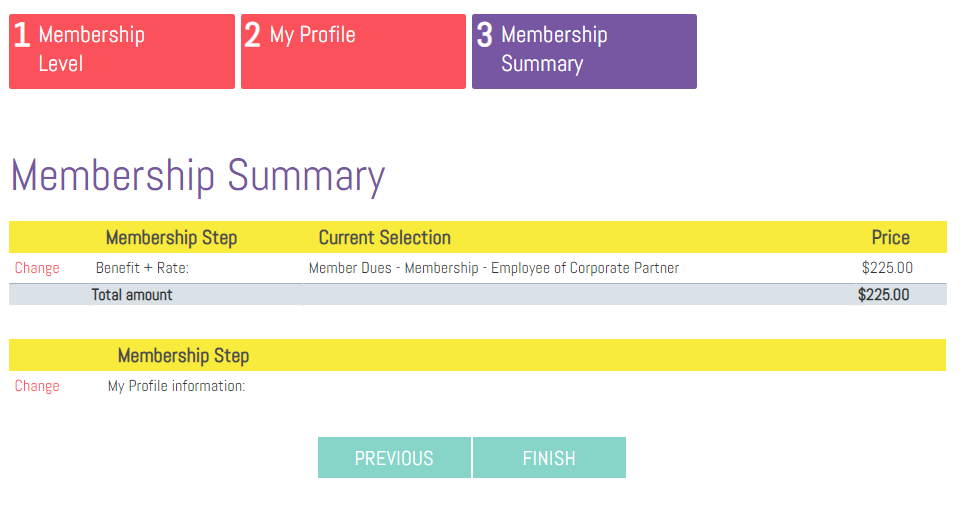 1 Membership Level
2 My Profile
3 Membership Summary
Membership Summary
Membership Step Current Selection Price
Change Benefit + Rate: Member Dues - Membership - Employee of Corporate Partner $225.00
Total amount $225.00
Membership Step
Change My Profile information:
PREVIOUS FINISH